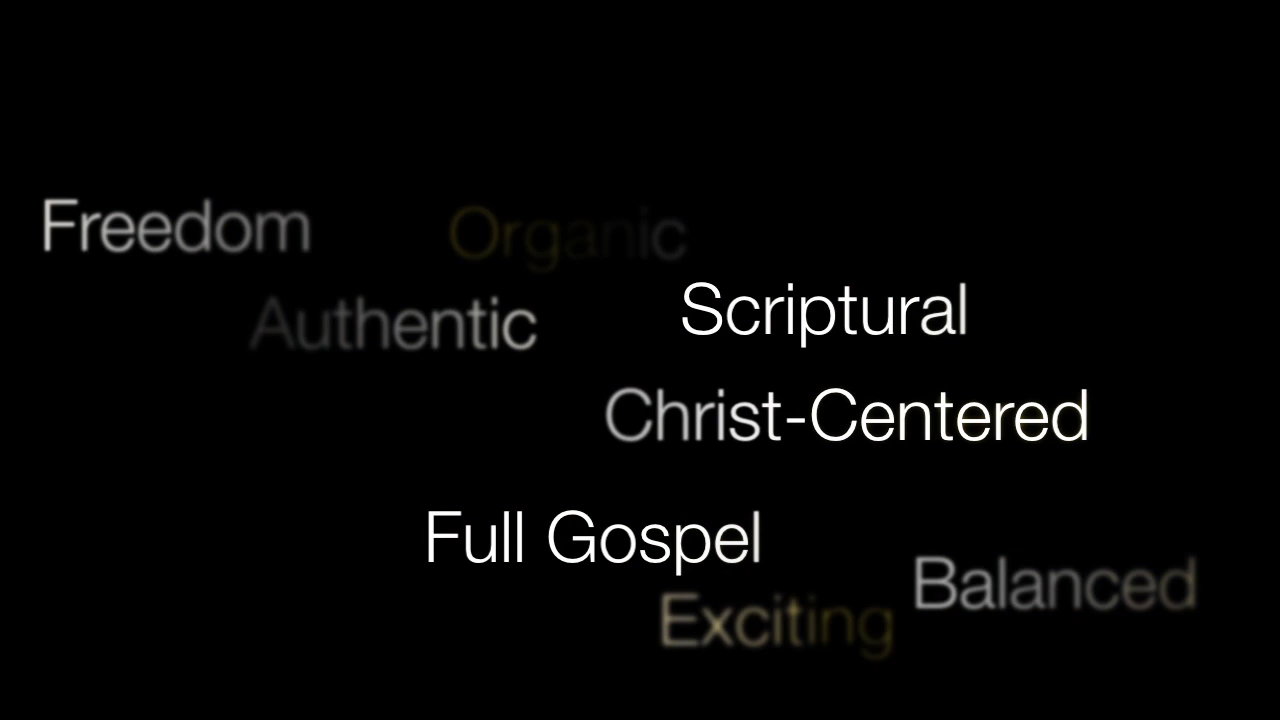 Freedom
Organic
Authentic
Scriptural
Christ-Centered
Full Gospel
Balanced
Exciting